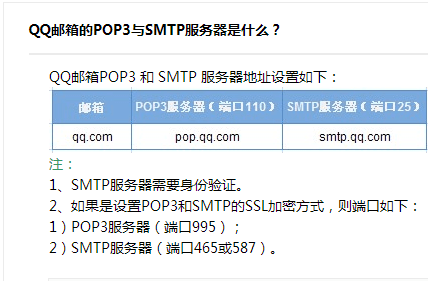 QQ邮箱的POP3与SMTP服务器是什么？
QQ邮箱POP3 和 SMTP 服务器地址设置如下：
邮箱 POP3服务器（端口110） SMTP服务器（端口25）
qq.com pop.qq.com smtp.qq.com
注：
1、SMTP服务器需要身份验证。
2、如果是设置POP3和SMTP的SSL加密方式，则端口如下：
1）POP3服务器（端口995）；
2）SMTP服务器（端口465或587）。